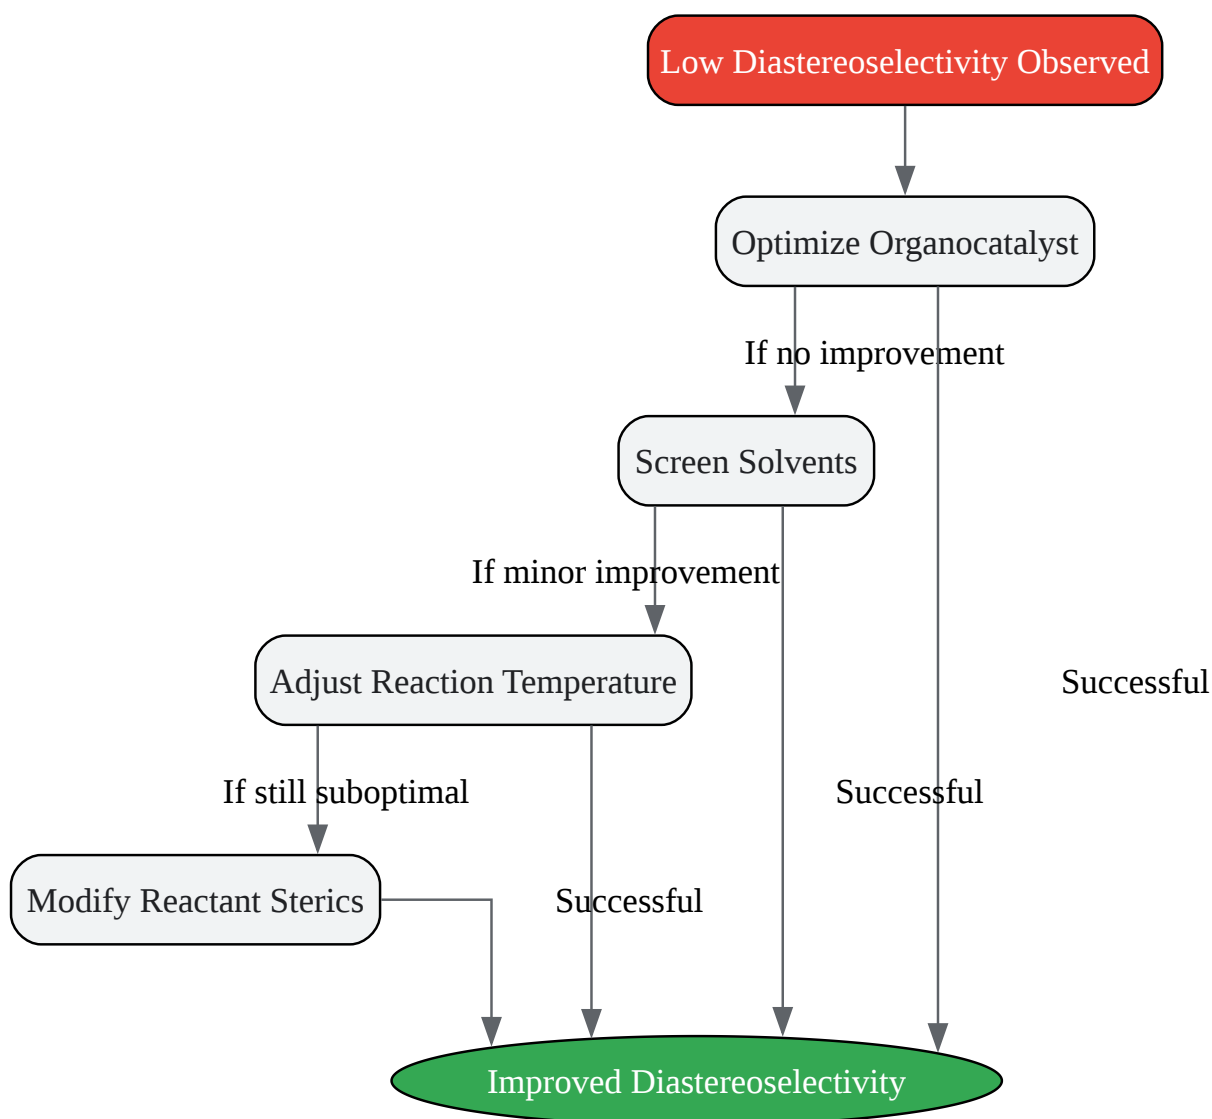 Low Diastereoselectivity Observed
Optimize Organocatalyst
If no improvement
Screen Solvents
If minor improvement
Adjust Reaction Temperature
Successful
If still suboptimal
Successful
Modify Reactant Sterics
Successful
Improved Diastereoselectivity